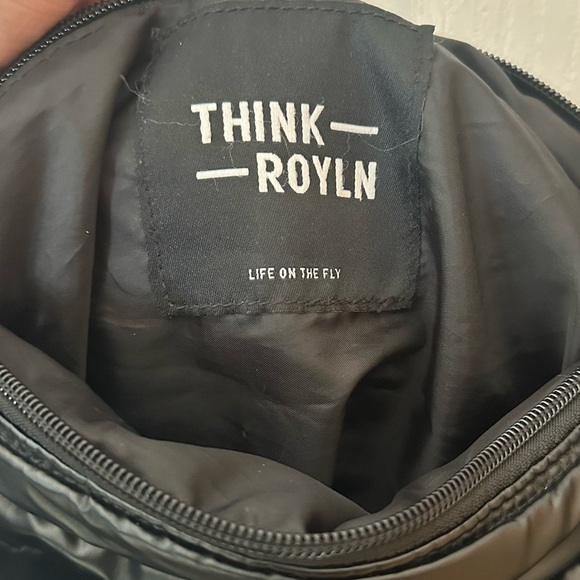 THINK—
—ROYLN
LIFE ON THE FLY